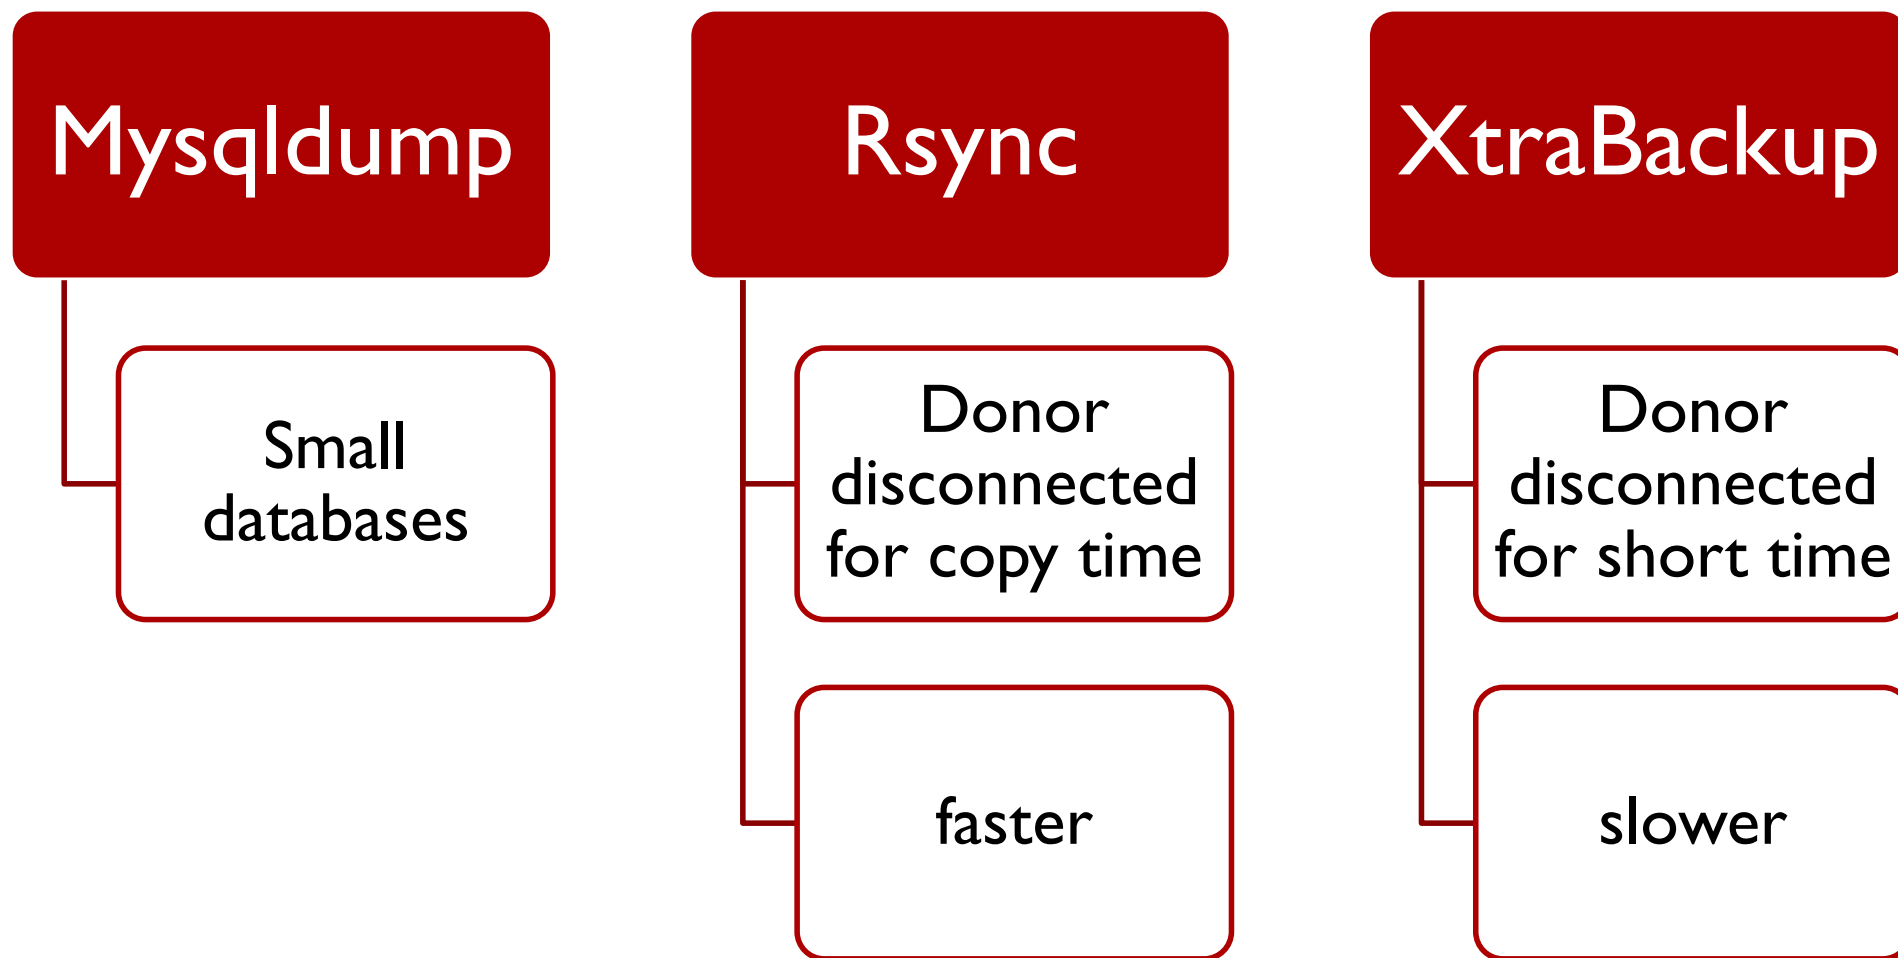 Mysqldump
Small
databases
Rsync
Donor
disconnected
for copy time
faster
XtraBackup
Donor
disconnected
for short time
slower